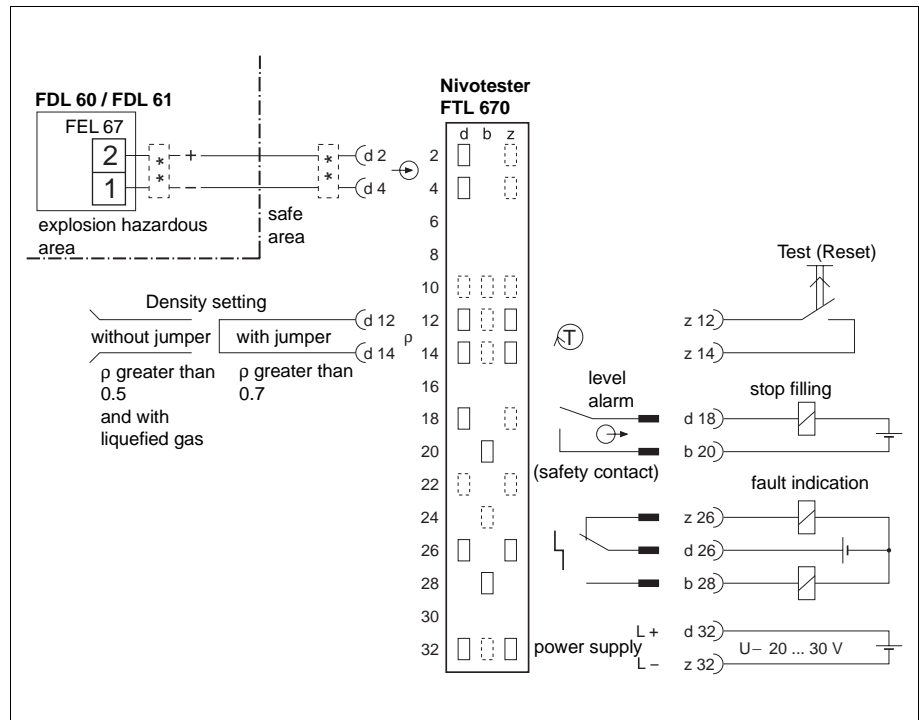 Nivotester
FTL 670
FDL 60 / FDL 61
FEL 67
2
1
* *
+
–
* *
d 2
d 4
explosion hazardous
area
safe
area
d b z
2
4
6
8
10
12
14
16
18
20
22
24
26
28
30
32
Density setting
without jumper
with jumper
d 12
d 14
ρ
ρ greater than
0.5
and with
liquefied gas
ρ greater than
0.7
T
Test (Reset)
z 12
z 14
level
alarm
(safety contact)
stop filling
d 18
b 20
fault indication
z 26
d 26
b 28
power supply
L +
L –
d 32
z 32
U– 20 ... 30 V